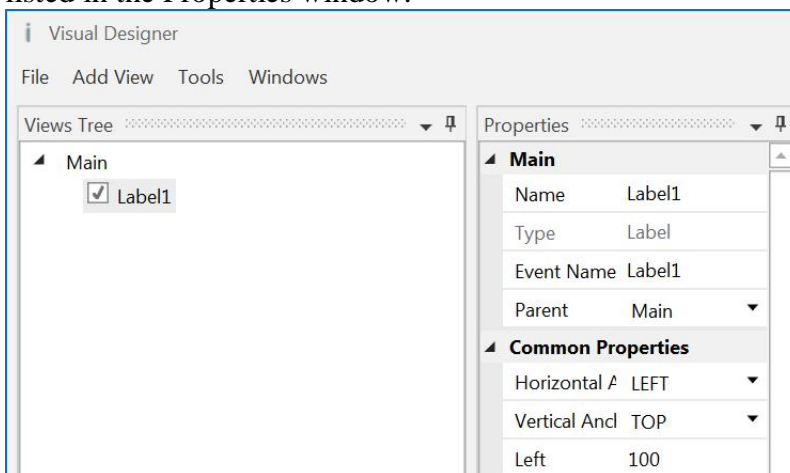 listed in the Properties window.
Visual Designer
File Add View Tools Windows
Views Tree
Main
Label1
Properties
Main
Name Label1
Type Label
Event Name Label1
Parent Main
Common Properties
Horizontal A LEFT
Vertical Ancl TOP
Left 100